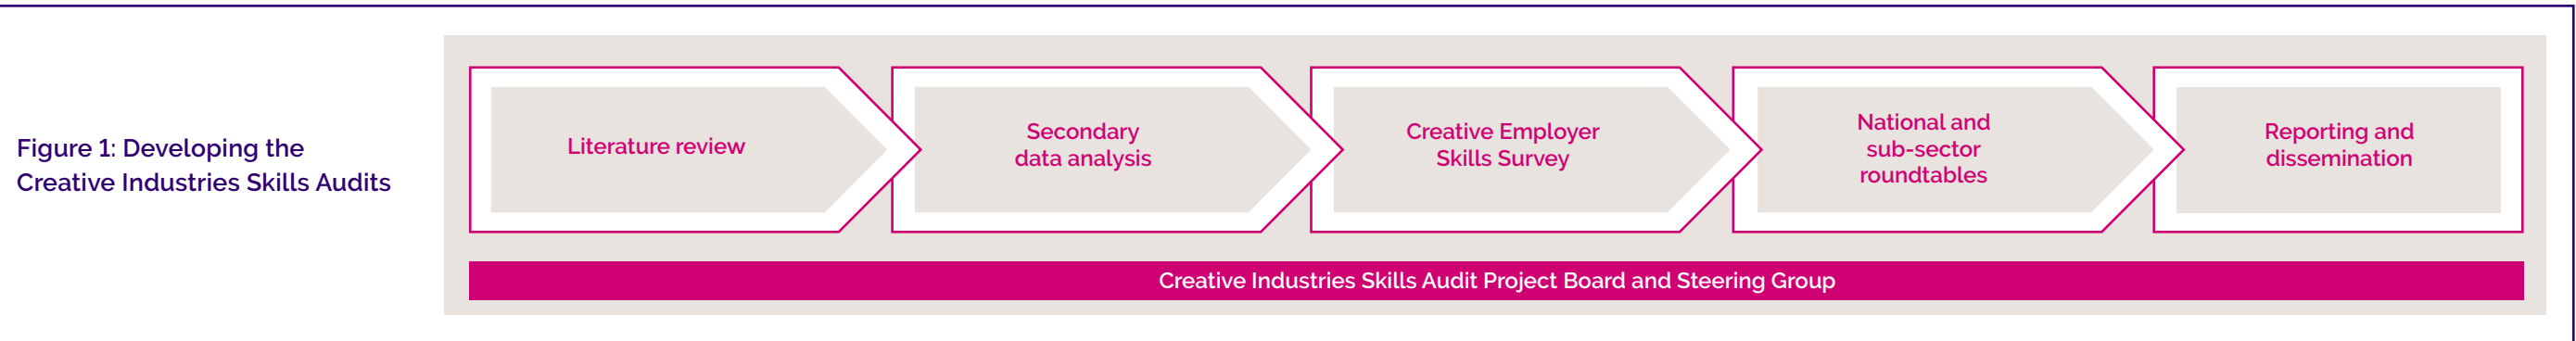 Figure 1: Developing the
Creative Industries Skills Audits
Literature review
Secondary
data analysis
Creative Employer
Skills Survey
National and
sub-sector
roundtables
Reporting and
dissemination
Creative Industries Skills Audit Project Board and Steering Group